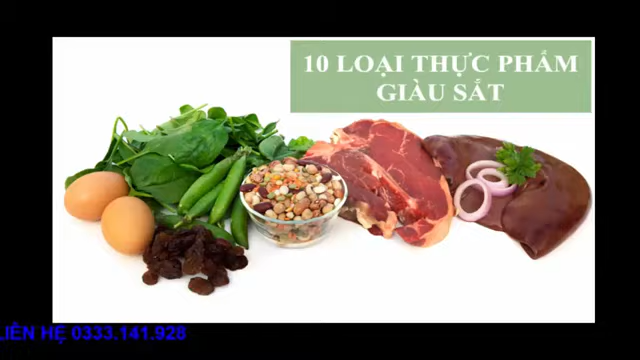 10 LOẠI THỰC PHẨM
GIÀU SẮT
LIÊN HỆ 0333.141.928